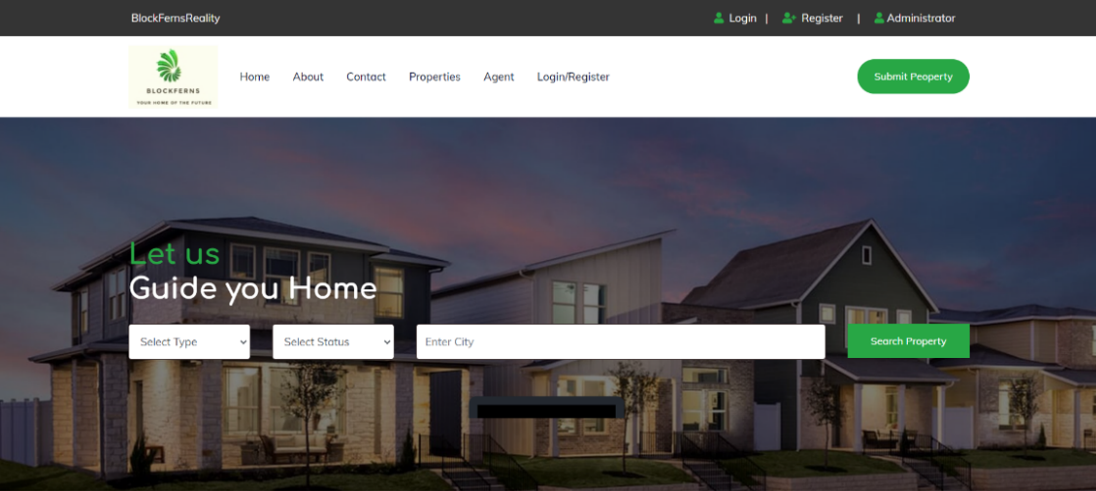 BlockFernsReality
Login | Register | Administrator
BLOCKFERNS
YOUR HOME OF THE FUTURE
Home About Contact Properties Agent Login/Register
Submit Peoperty
Let us
Guide you Home
Select Type Select Status Enter City Search Property